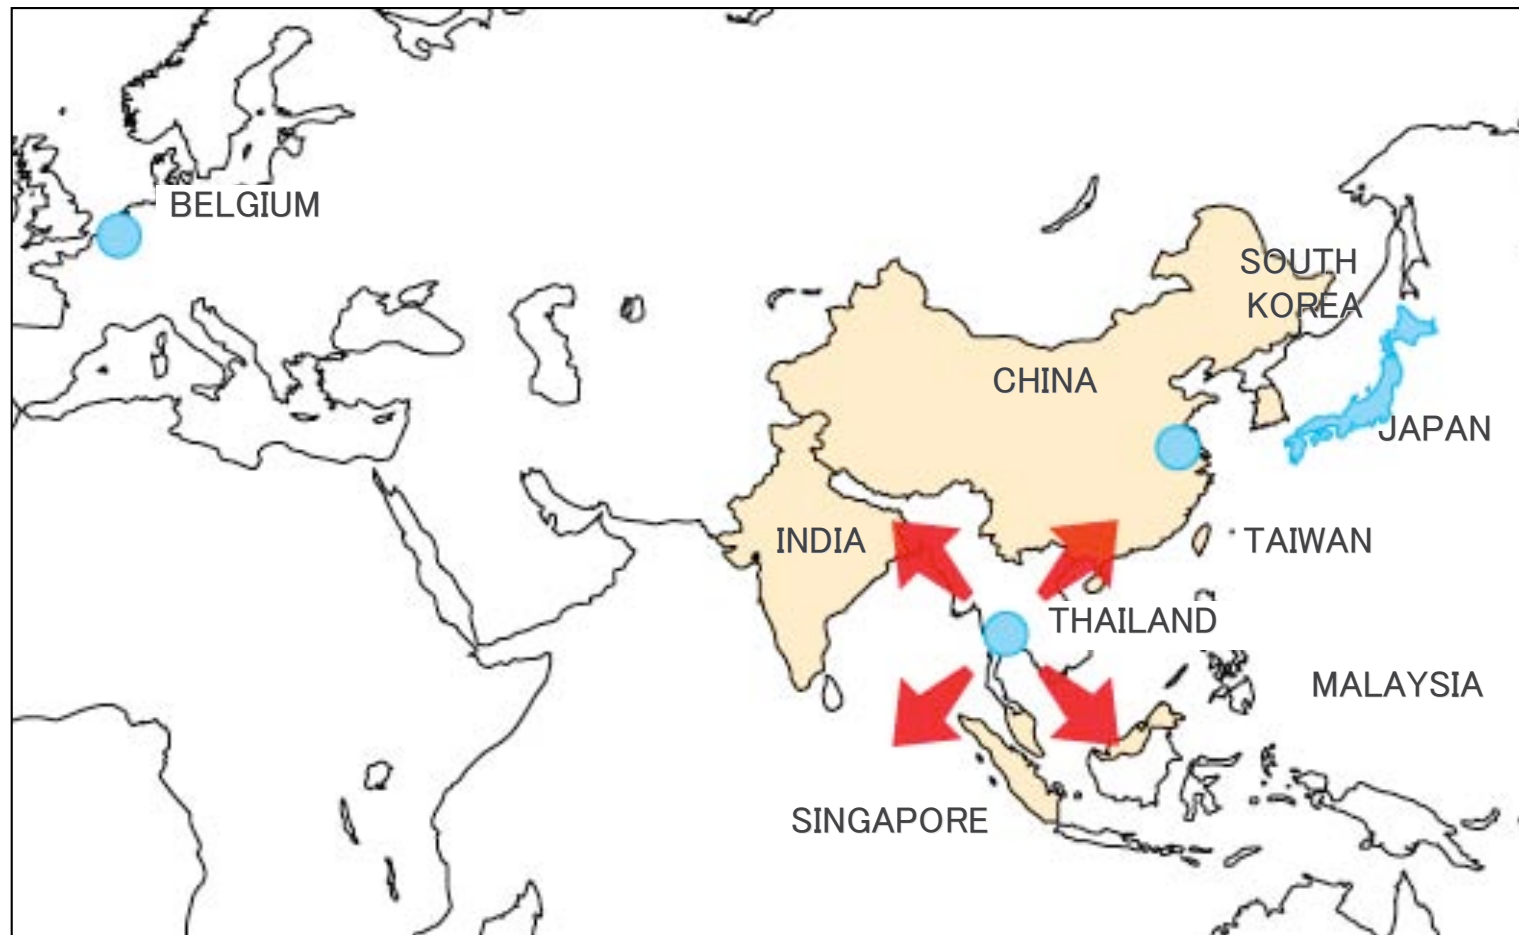 BELGIUM
SOUTH
KOREA
CHINA
JAPAN
INDIA
TAIWAN
THAILAND
MALAYSIA
SINGAPORE